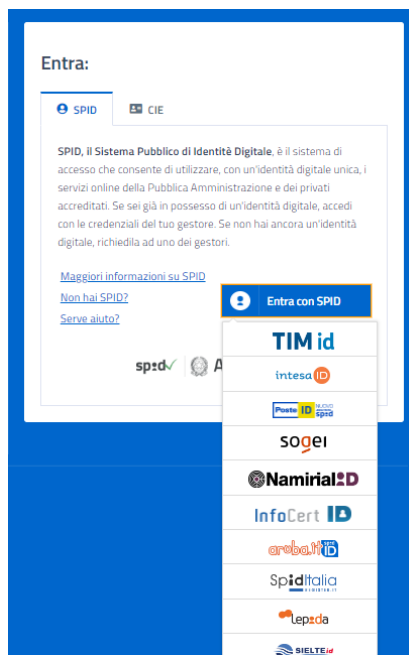 Entra:
SPID
CIE
SPID, il Sistema Pubblico di Identitè Digitale, è il sistema di
accesso che consente di utilizzare, con un'identità digitale unica, i
servizi online della Pubblica Amministrazione e dei privati
accreditati. Se sei già in possesso di un'identità digitale, accedi
con le credenziali del tuo gestore. Se non hai ancora un'identità
digitale, richiedila ad uno dei gestori.
Maggiori informazioni su SPID
Non hai SPID?
Serve aiuto?
Entra con SPID
spid
A
TIM id
intesa ID
Poste ID NUOVO spid
sogei
Namirial ID
InfoCert ID
aruba.it ID
SpidItalia
Lepida
SIELTE id